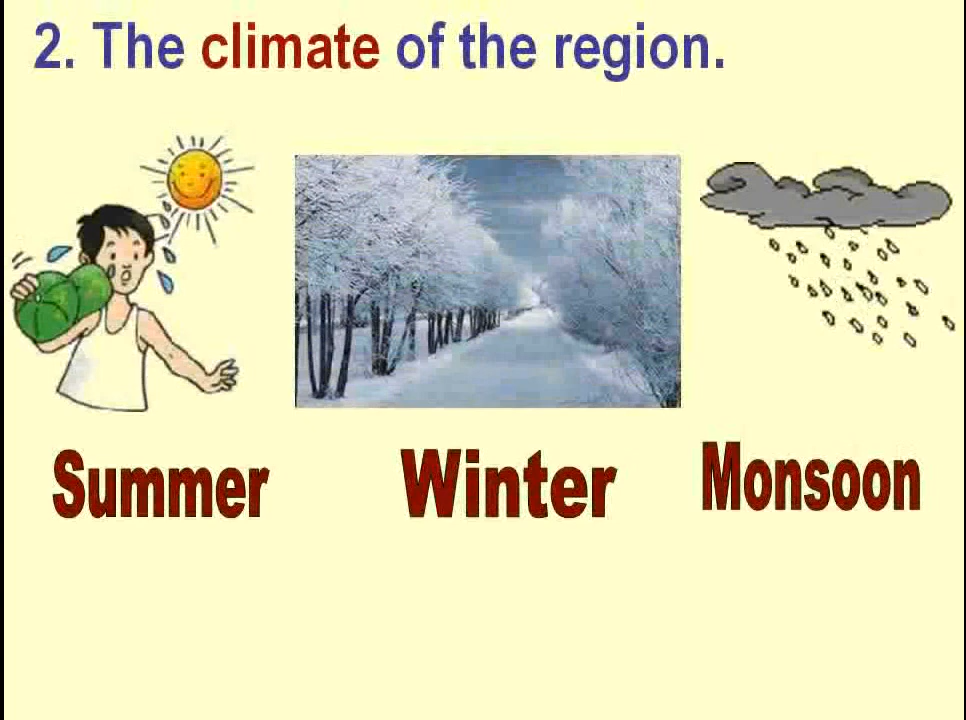 2. The climate of the region.
Summer Winter Monsoon